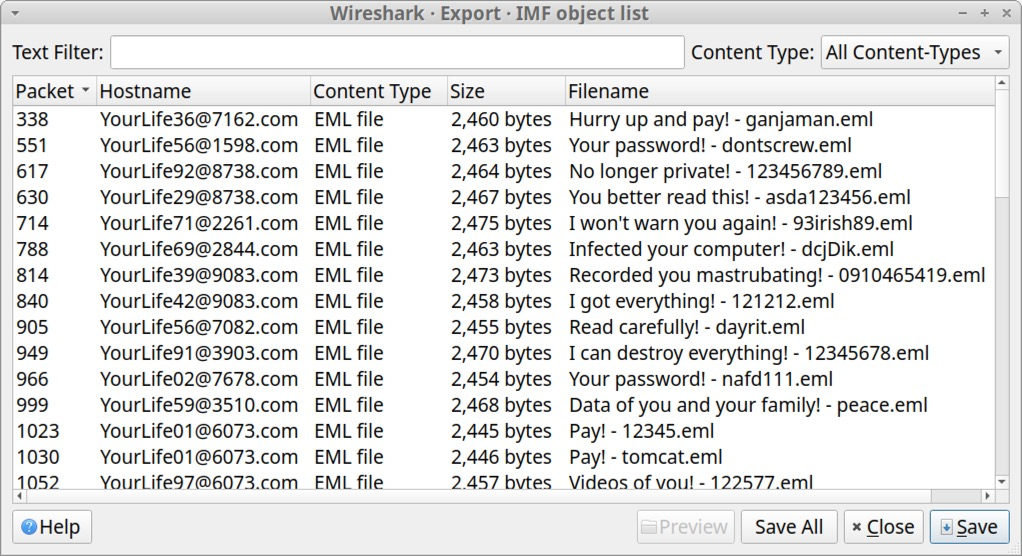 Wireshark · Export · IMF object list
Text Filter: Content Type: All Content-Types
Packet Hostname Content Type Size Filename
338 YourLife36@7162.com EML file 2,460 bytes Hurry up and pay! - ganjaman.eml
551 YourLife56@1598.com EML file 2,463 bytes Your password! - dontscrew.eml
617 YourLife92@8738.com EML file 2,464 bytes No longer private! - 123456789.eml
630 YourLife29@8738.com EML file 2,467 bytes You better read this! - asda123456.eml
714 YourLife71@2261.com EML file 2,475 bytes I won't warn you again! - 93irish89.eml
788 YourLife69@2844.com EML file 2,463 bytes Infected your computer! - dcjDik.eml
814 YourLife39@9083.com EML file 2,473 bytes Recorded you mastrubating! - 0910465419.eml
840 YourLife42@9083.com EML file 2,458 bytes I got everything! - 121212.eml
905 YourLife56@7082.com EML file 2,455 bytes Read carefully! - dayrit.eml
949 YourLife91@3903.com EML file 2,470 bytes I can destroy everything! - 12345678.eml
966 YourLife02@7678.com EML file 2,454 bytes Your password! - nafd111.eml
999 YourLife59@3510.com EML file 2,468 bytes Data of you and your family! - peace.eml
1023 YourLife01@6073.com EML file 2,445 bytes Pay! - 12345.eml
1030 YourLife01@6073.com EML file 2,446 bytes Pay! - tomcat.eml
1052 YourLife97@6073.com EML file 2,457 bytes Videos of you! - 122577.eml
Help Preview Save All Close Save